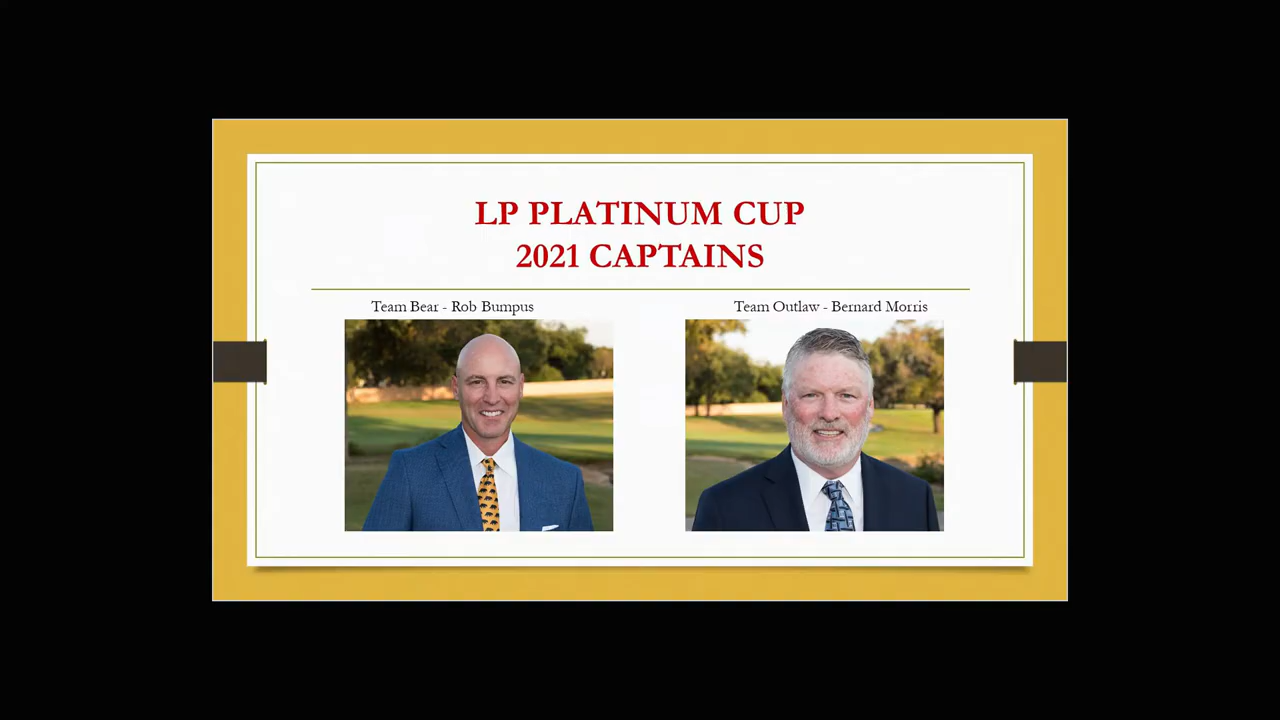 LP PLATINUM CUP
2021 CAPTAINS
Team Bear - Rob Bumpus
Team Outlaw - Bernard Morris